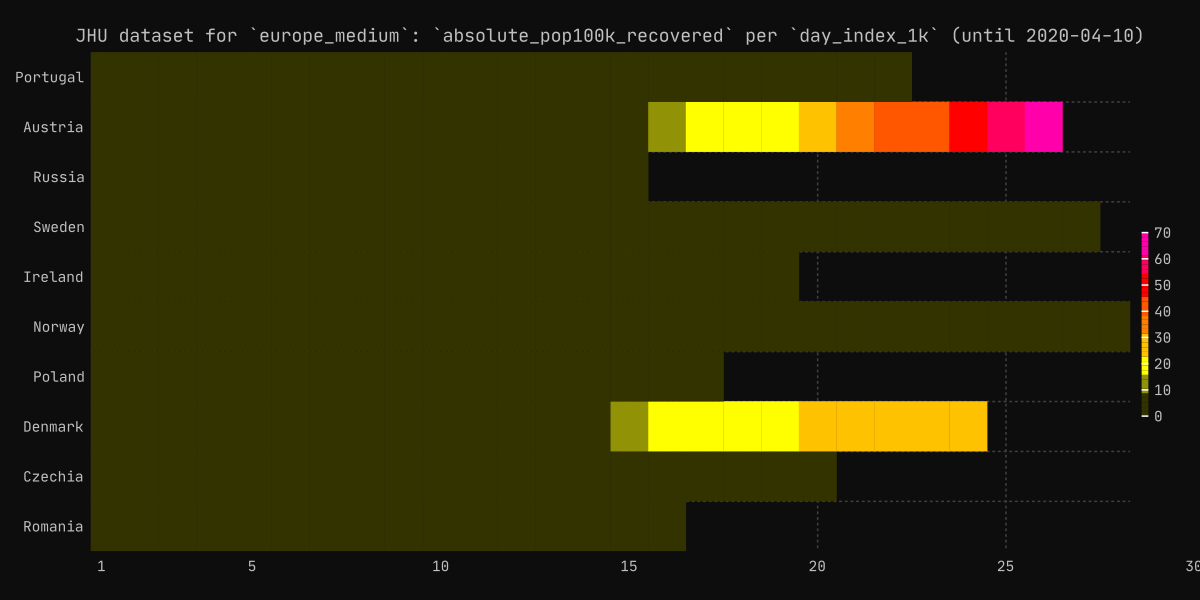 JHU dataset for `europe_medium`: `absolute_pop100k_recovered` per `day_index_1k` (until 2020-04-10)
Portugal
Austria
Russia
Sweden
Ireland
Norway
Poland
Denmark
Czechia
Romania
1 5 10 15 20 25 30
70
60
50
40
30
20
10
0